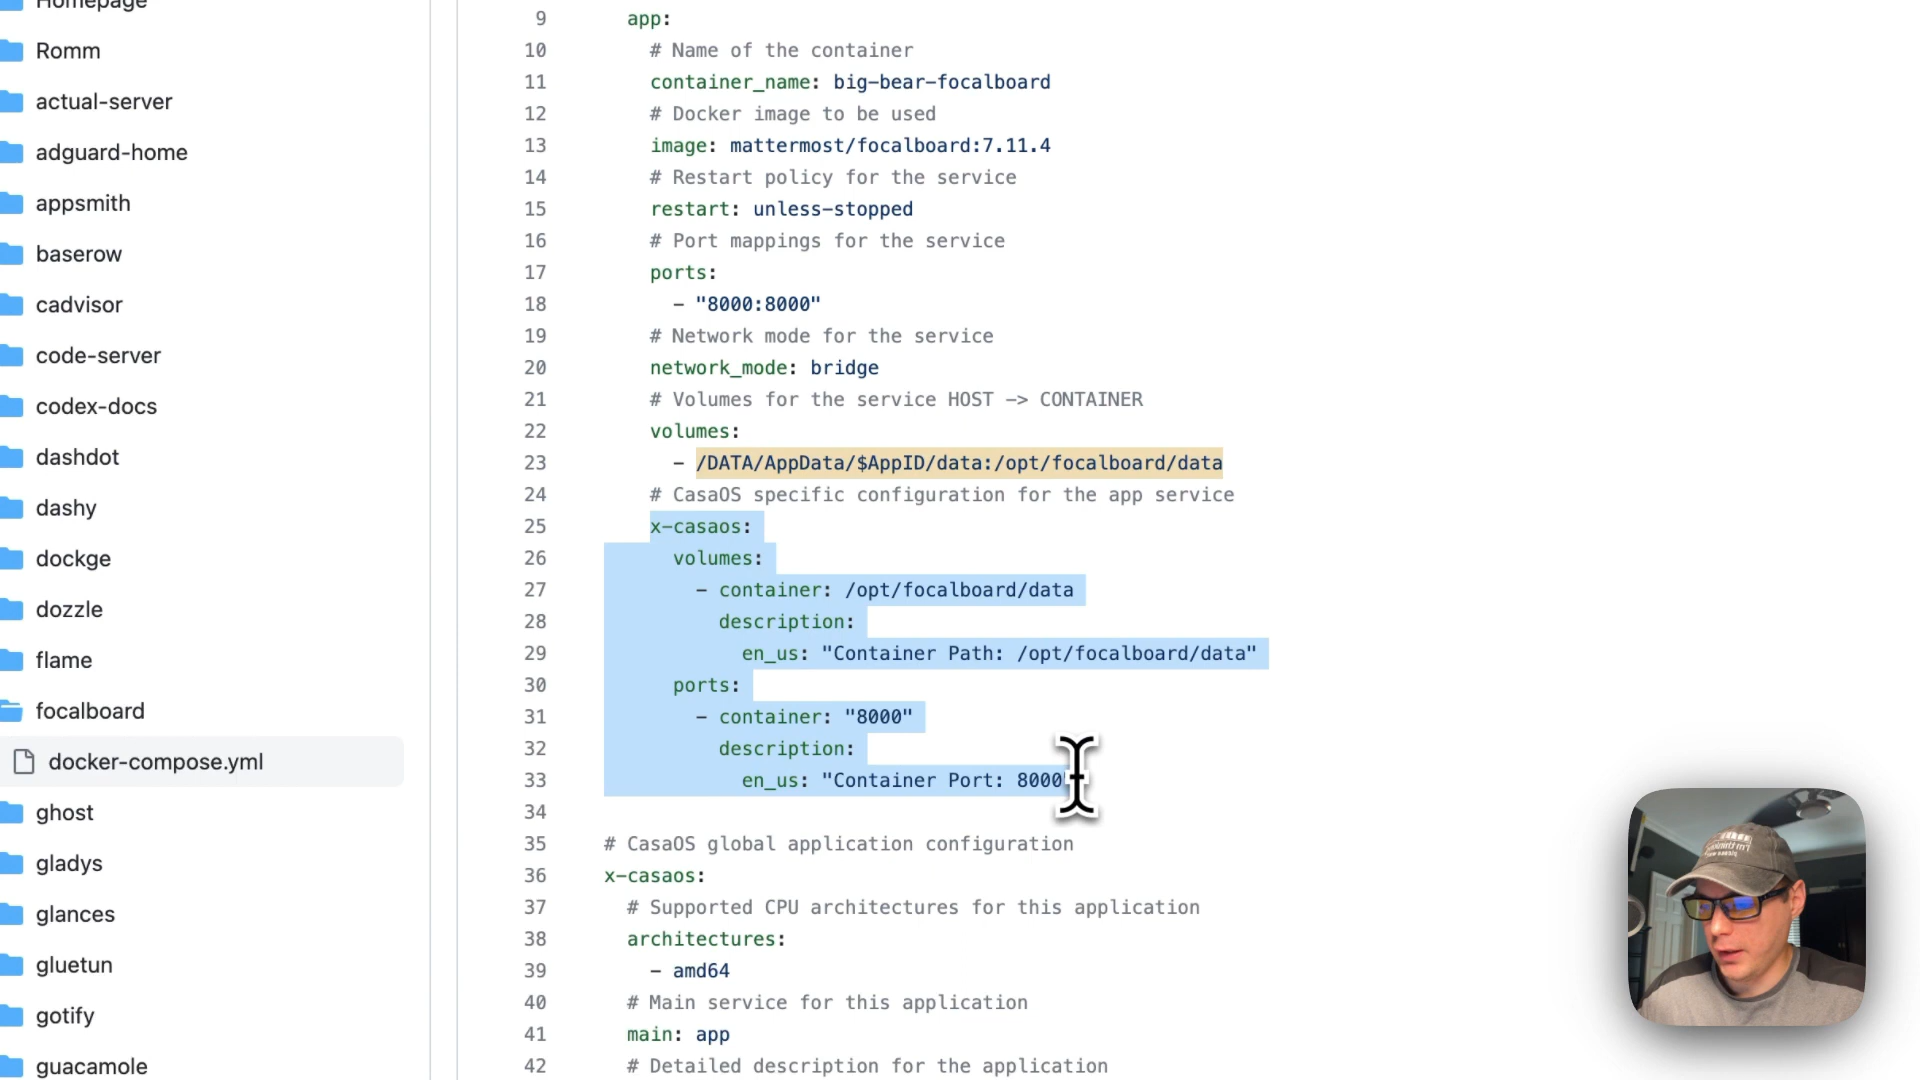 Homepage
Romm
actual-server
adguard-home
appsmith
baserow
cadvisor
code-server
codex-docs
dashdot
dashy
dockge
dozzle
flame
focalboard
docker-compose.yml
ghost
gladys
glances
gluetun
gotify
guacamole
9 app:
10 # Name of the container
11 container_name: big-bear-focalboard
12 # Docker image to be used
13 image: mattermost/focalboard:7.11.4
14 # Restart policy for the service
15 restart: unless-stopped
16 # Port mappings for the service
17 ports:
18 - "8000:8000"
19 # Network mode for the service
20 network_mode: bridge
21 # Volumes for the service HOST -> CONTAINER
22 volumes:
23 - /DATA/AppData/$AppID/data:/opt/focalboard/data
24 # CasaOS specific configuration for the app service
25 x-casaos:
26 volumes:
27 - container: /opt/focalboard/data
28 description:
29 en_us: "Container Path: /opt/focalboard/data"
30 ports:
31 - container: "8000"
32 description:
33 en_us: "Container Port: 8000
34
35 # CasaOS global application configuration
36 x-casaos:
37 # Supported CPU architectures for this application
38 architectures:
39 - amd64
40 # Main service for this application
41 main: app
42 # Detailed description for the application